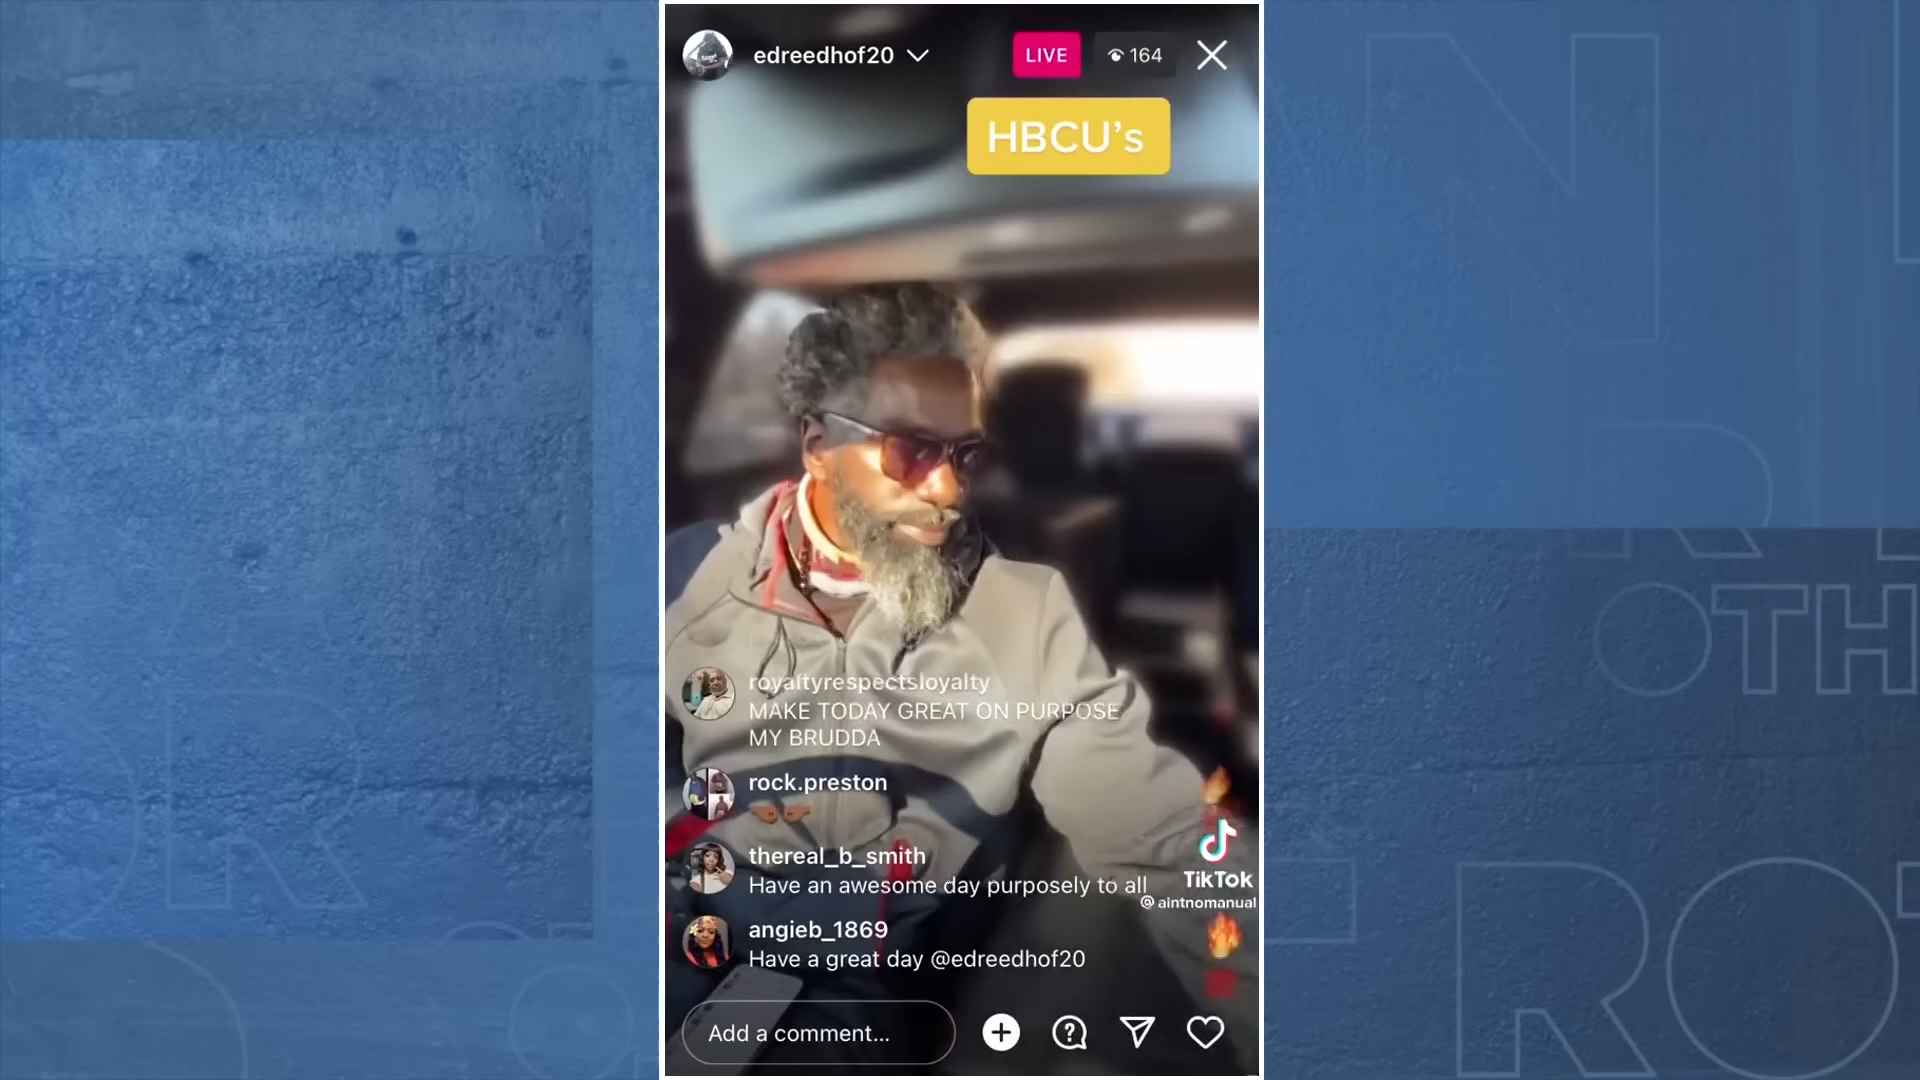 edreedhof20
LIVE
164
HBCU's
royaltyrespectsloyalty
MAKE TODAY GREAT ON PURPOSE
MY BRUDDA
rock.preston
thereal_b_smith
Have an awesome day purposely to all
TikTok
@aintnomanual
angieb_1869
Have a great day @edreedhof20
Add a comment...
OTH